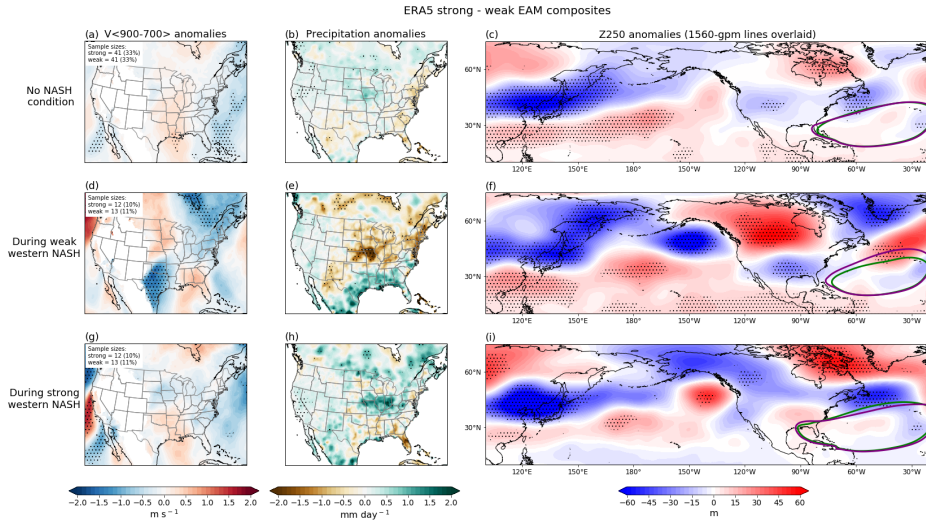 ERA5 strong - weak EAM composites
(a) V<900-700> anomalies
(b) Precipitation anomalies
(c) Z250 anomalies (1560-gpm lines overlaid)
No NASH
condition
Sample sizes:
strong = 41 (33%)
weak = 41 (33%)
60°N
30°N
120°E 150°E 180° 150°W 120°W 90°W 60°W 30°W
(d)
(e)
(f)
During weak
western NASH
Sample sizes:
strong = 12 (10%)
weak = 13 (11%)
60°N
30°N
120°E 150°E 180° 150°W 120°W 90°W 60°W 30°W
(g)
(h)
(i)
During strong
western NASH
Sample sizes:
strong = 12 (10%)
weak = 13 (11%)
60°N
30°N
120°E 150°E 180° 150°W 120°W 90°W 60°W 30°W
−2.0 −1.5 −1.0 −0.5 0.0 0.5 1.0 1.5 2.0
m s⁻¹
−2.0 −1.5 −1.0 −0.5 0.0 0.5 1.0 1.5 2.0
mm day⁻¹
−60 −45 −30 −15 0 15 30 45 60
m